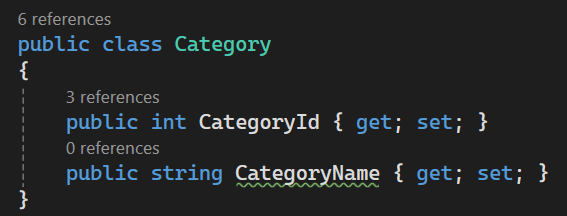 6 references
public class Category
{
3 references
public int CategoryId { get; set; }
0 references
public string CategoryName { get; set; }
}